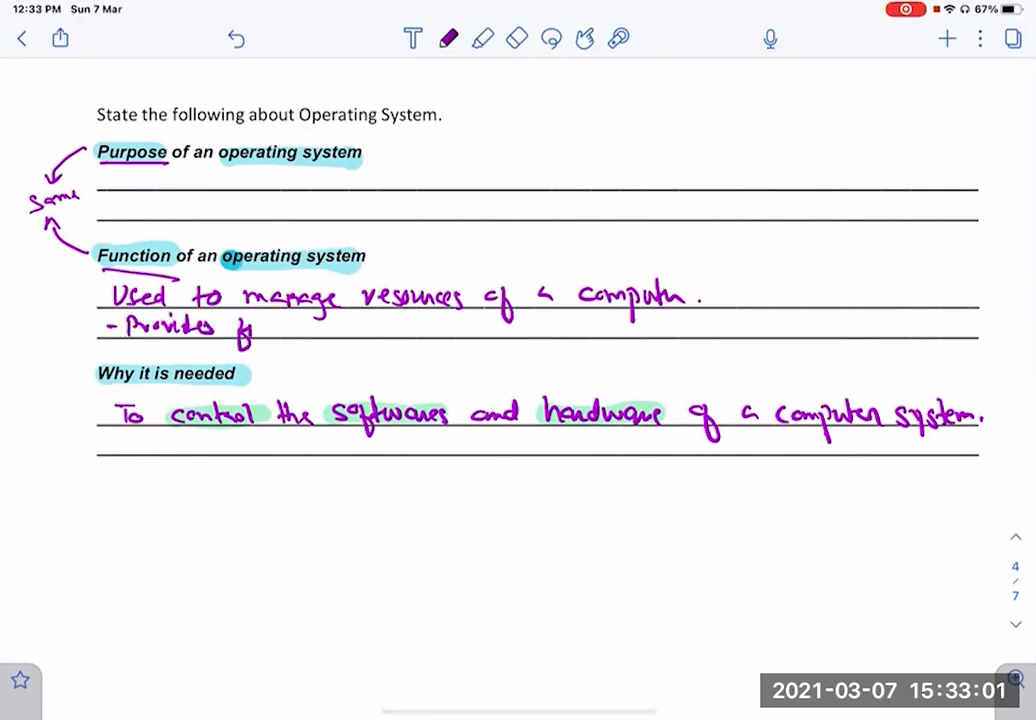 12:33 PM Sun 7 Mar
67%
State the following about Operating System.
Purpose of an operating system
Same
Function of an operating system
Used to manage resources of a computer.
- Provides
Why it is needed
To control the softwares and hardware of a computer system.
4
/
7
2021-03-07 15:33:01